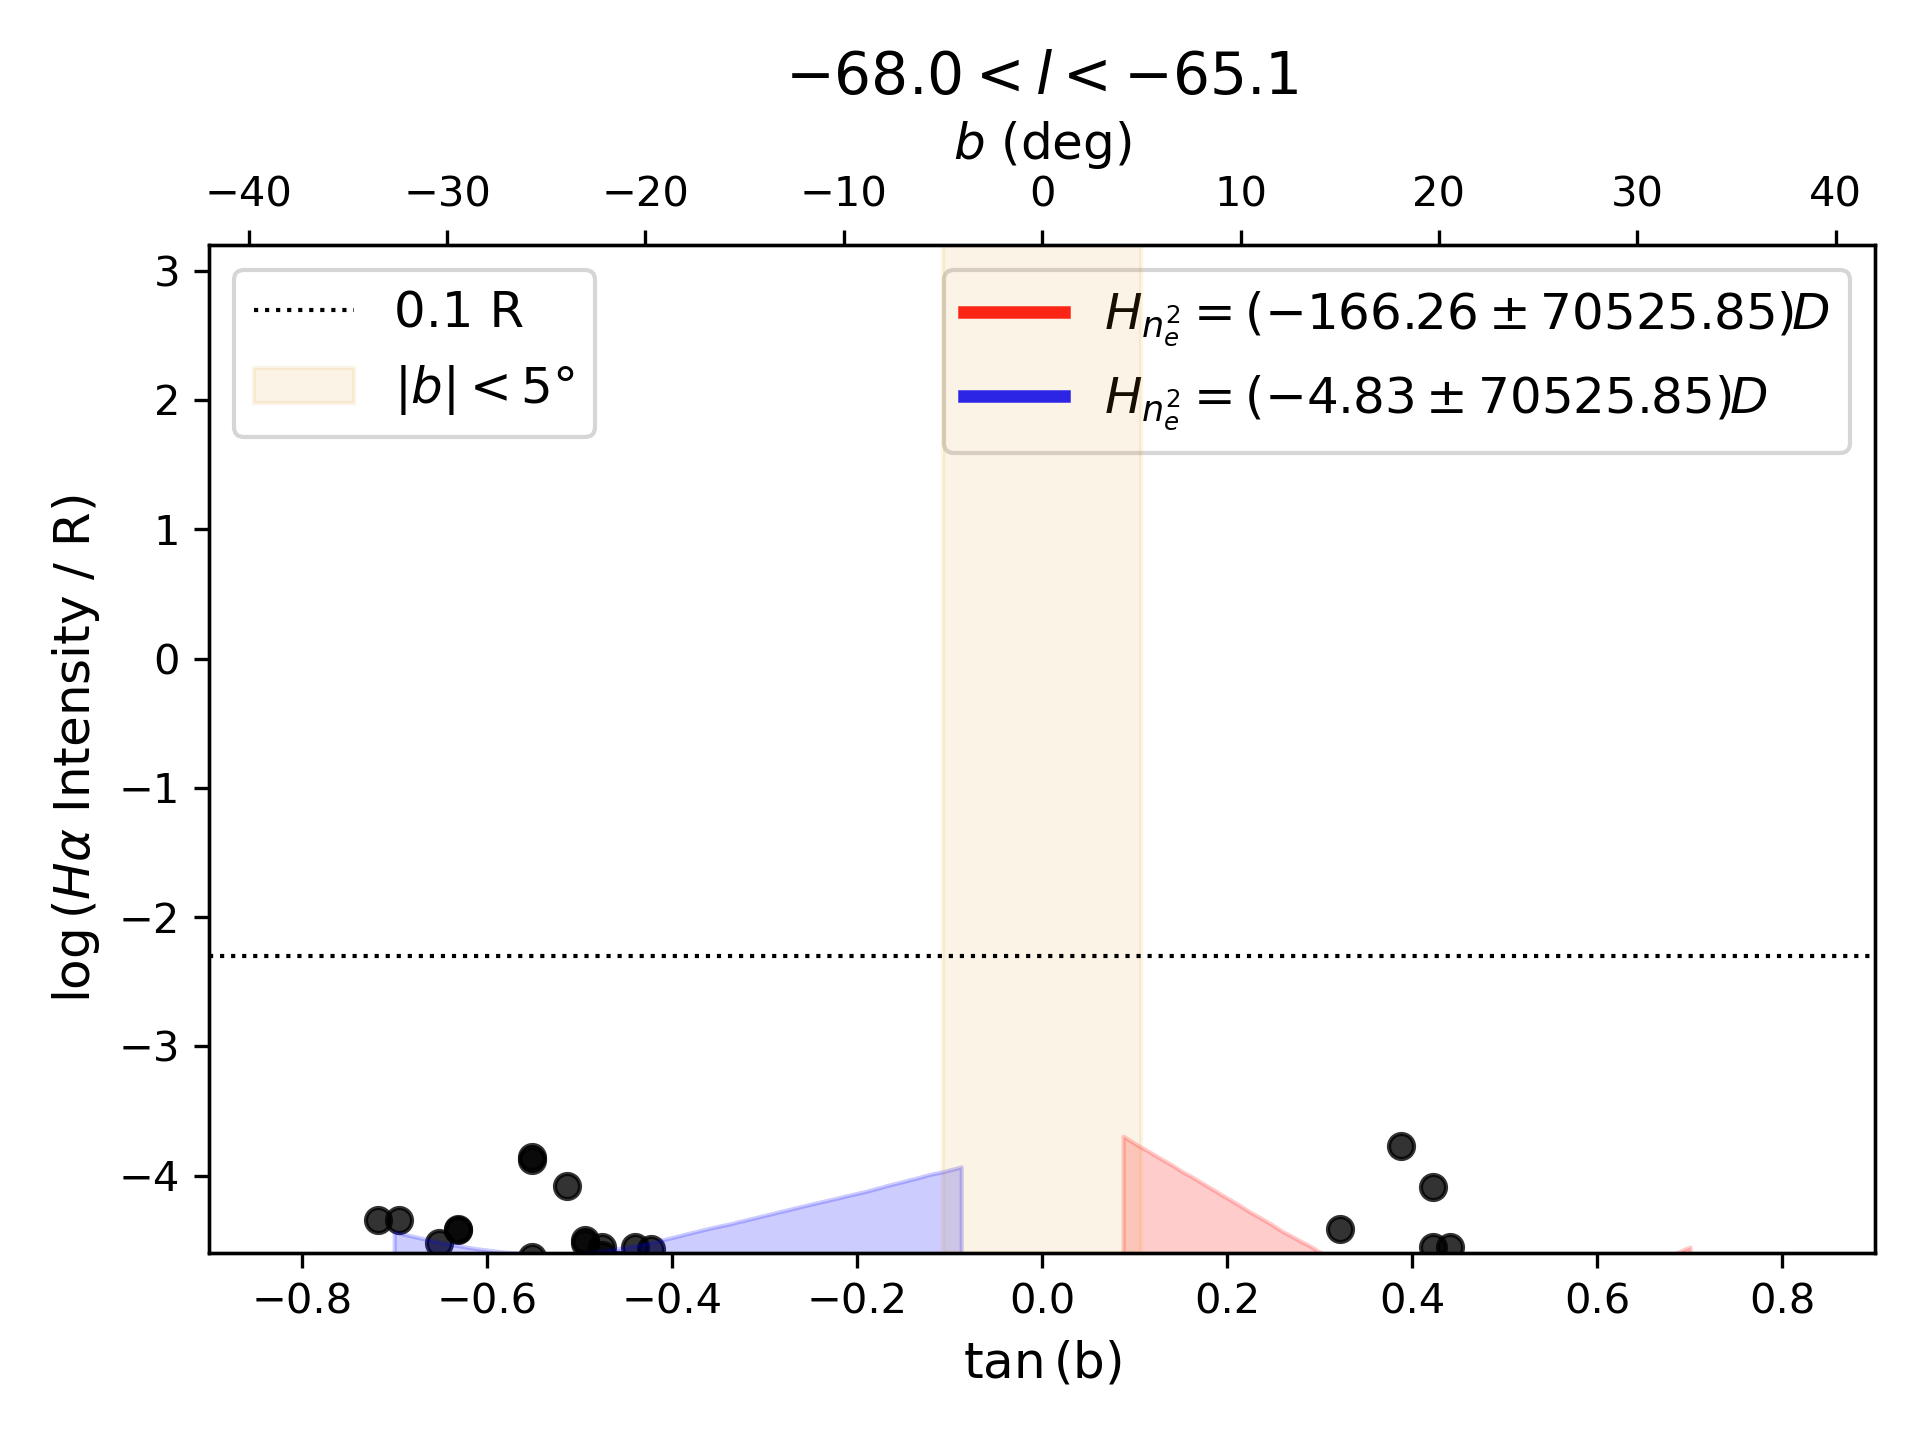 −68.0 < l < −65.1
b (deg)
−40 −30 −20 −10 0 10 20 30 40
0.1 R
|b| < 5°
H_{n_e^2} = (−166.26 ± 70525.85)D
H_{n_e^2} = (−4.83 ± 70525.85)D
log (Hα Intensity / R)
3
2
1
0
−1
−2
−3
−4
−0.8 −0.6 −0.4 −0.2 0.0 0.2 0.4 0.6 0.8
tan (b)